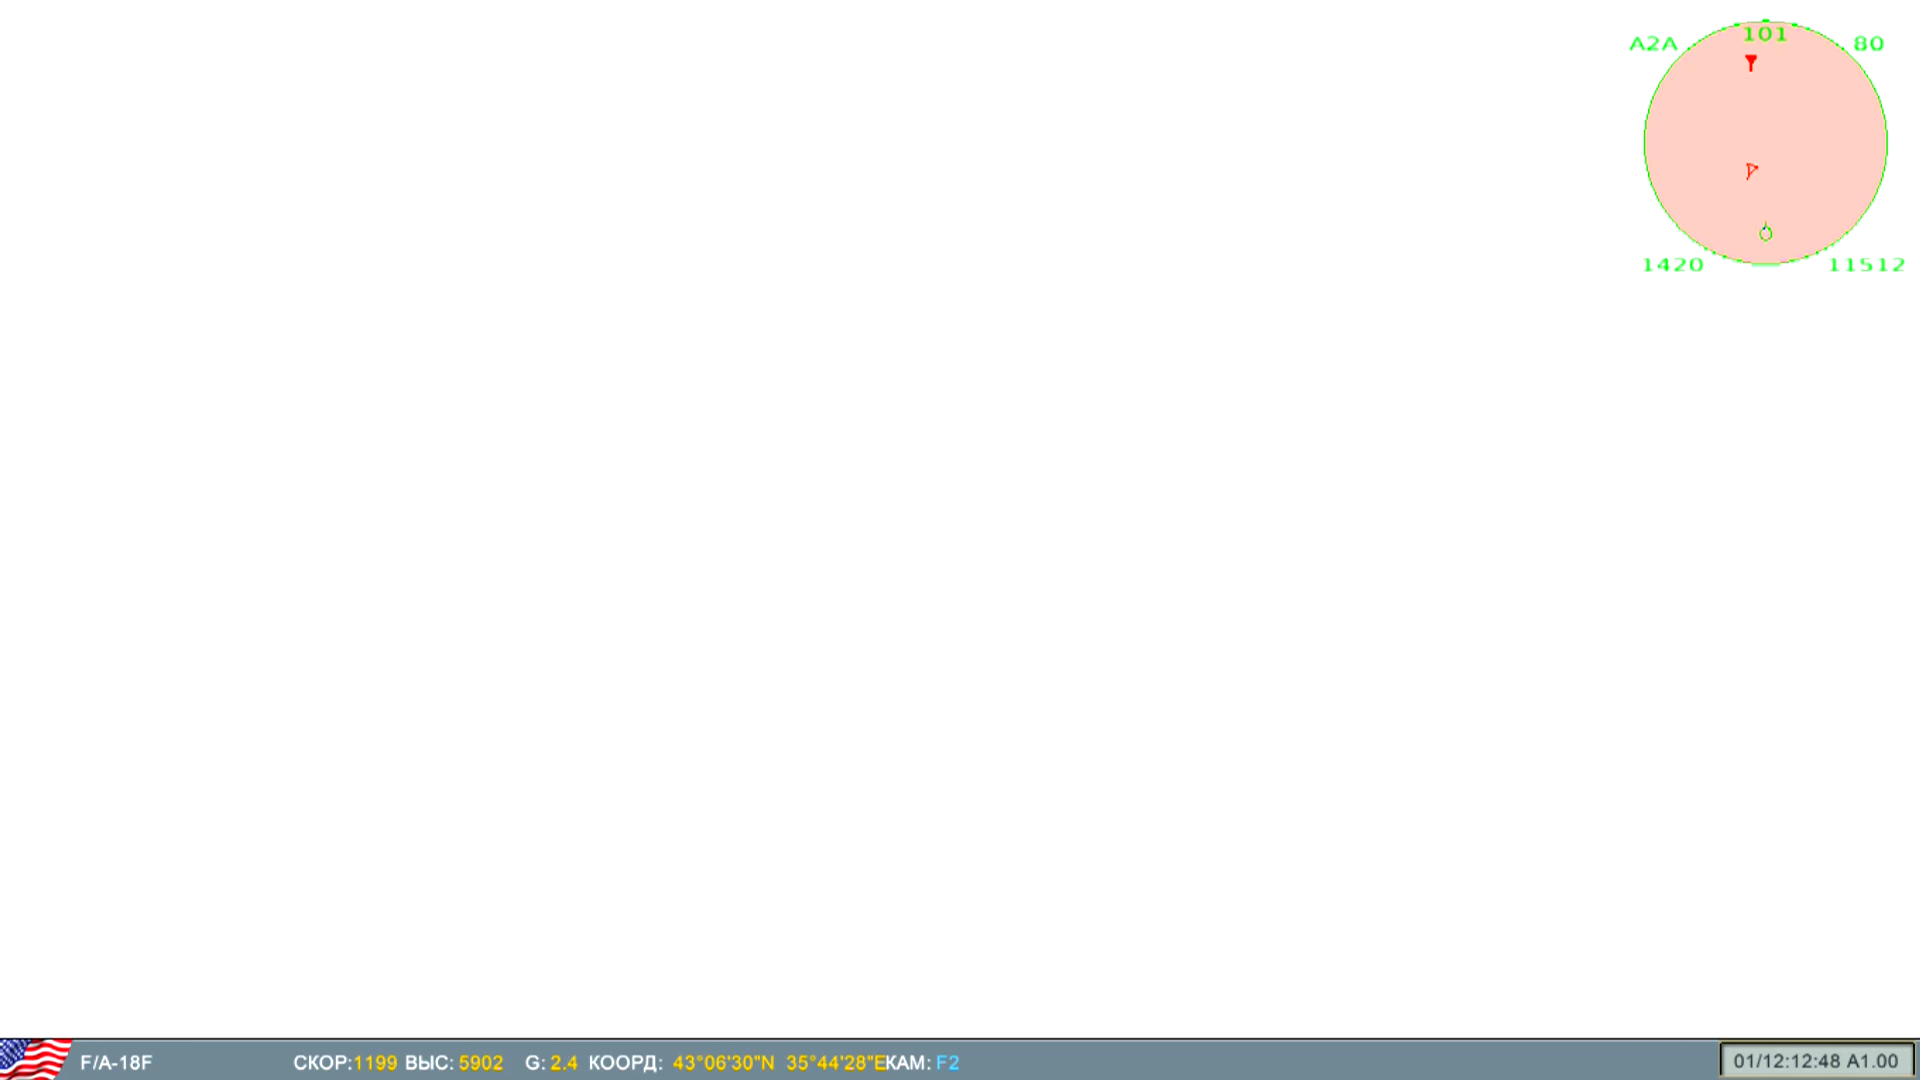 101
A2A 80
1420 11512
F/A-18F СКОР:1199 ВЫС: 5902 G: 2.4 КООРД: 43°06'30"N 35°44'28"EКАМ: F2 01/12:12:48 A1.00